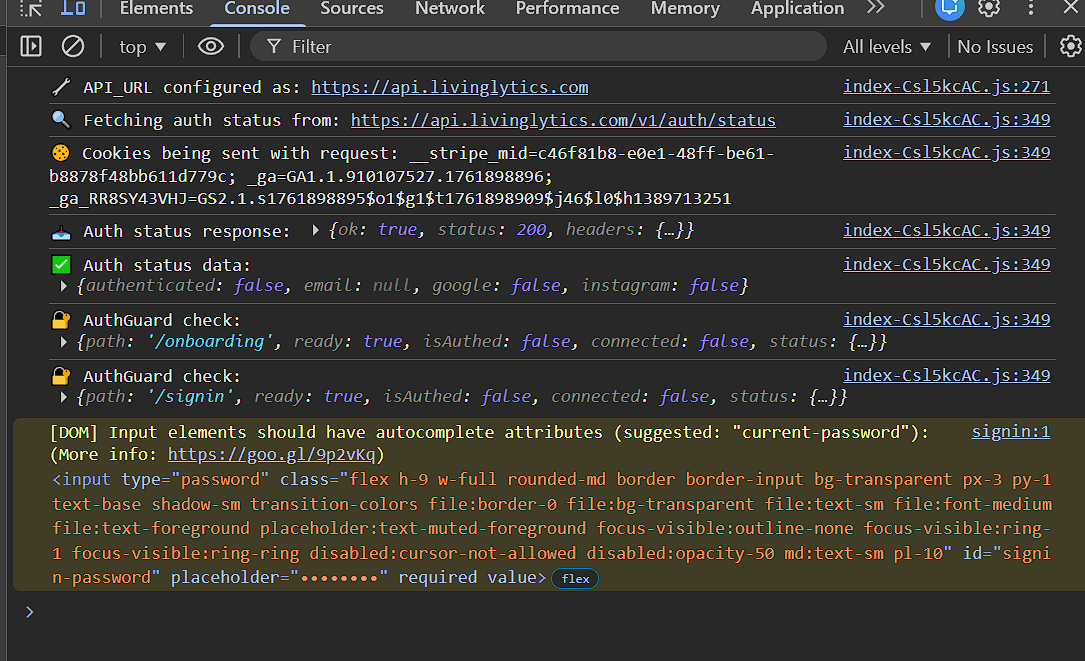 Elements Console Sources Network Performance Memory Application
top Filter All levels No Issues
API_URL configured as: https://api.livinglytics.com index-Csl5kcAC.js:271
Fetching auth status from: https://api.livinglytics.com/v1/auth/status index-Csl5kcAC.js:349
Cookies being sent with request: __stripe_mid=c46f81b8-e0e1-48ff-be61- index-Csl5kcAC.js:349
b8878f48bb611d779c; _ga=GA1.1.910107527.1761898896;
_ga_RR8SY43VHJ=GS2.1.s1761898895$o1$g1$t1761898909$j46$l0$h1389713251
Auth status response: {ok: true, status: 200, headers: {…}} index-Csl5kcAC.js:349
Auth status data: index-Csl5kcAC.js:349
{authenticated: false, email: null, google: false, instagram: false}
AuthGuard check: index-Csl5kcAC.js:349
{path: '/onboarding', ready: true, isAuthed: false, connected: false, status: {…}}
AuthGuard check: index-Csl5kcAC.js:349
{path: '/signin', ready: true, isAuthed: false, connected: false, status: {…}}
[DOM] Input elements should have autocomplete attributes (suggested: "current-password"): signin:1
(More info: https://goo.gl/9p2vKq)
<input type="password" class="flex h-9 w-full rounded-md border border-input bg-transparent px-3 py-1
text-base shadow-sm transition-colors file:border-0 file:bg-transparent file:text-sm file:font-medium
file:text-foreground placeholder:text-muted-foreground focus-visible:outline-none focus-visible:ring-
1 focus-visible:ring-ring disabled:cursor-not-allowed disabled:opacity-50 md:text-sm pl-10" id="signi
n-password" placeholder="••••••••" required value> flex